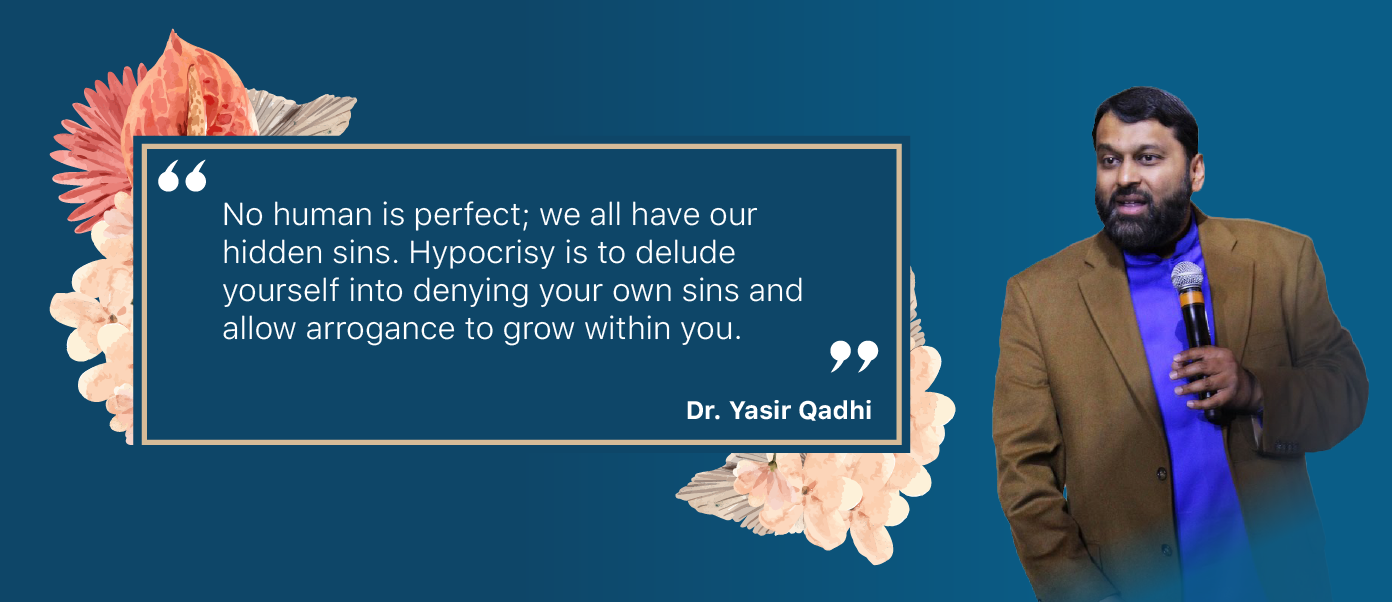 “
No human is perfect; we all have our
hidden sins. Hypocrisy is to delude
yourself into denying your own sins and
allow arrogance to grow within you.
”
Dr. Yasir Qadhi